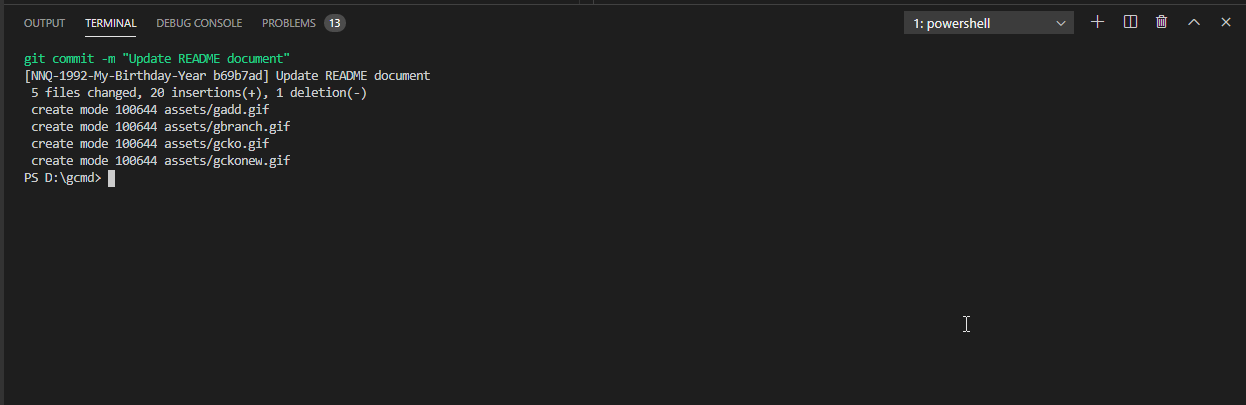 OUTPUT TERMINAL DEBUG CONSOLE PROBLEMS 13 1: powershell
git commit -m "Update README document"
[NNQ-1992-My-Birthday-Year b69b7ad] Update README document
5 files changed, 20 insertions(+), 1 deletion(-)
create mode 100644 assets/gadd.gif
create mode 100644 assets/gbranch.gif
create mode 100644 assets/gcko.gif
create mode 100644 assets/gckonew.gif
PS D:\gcmd>